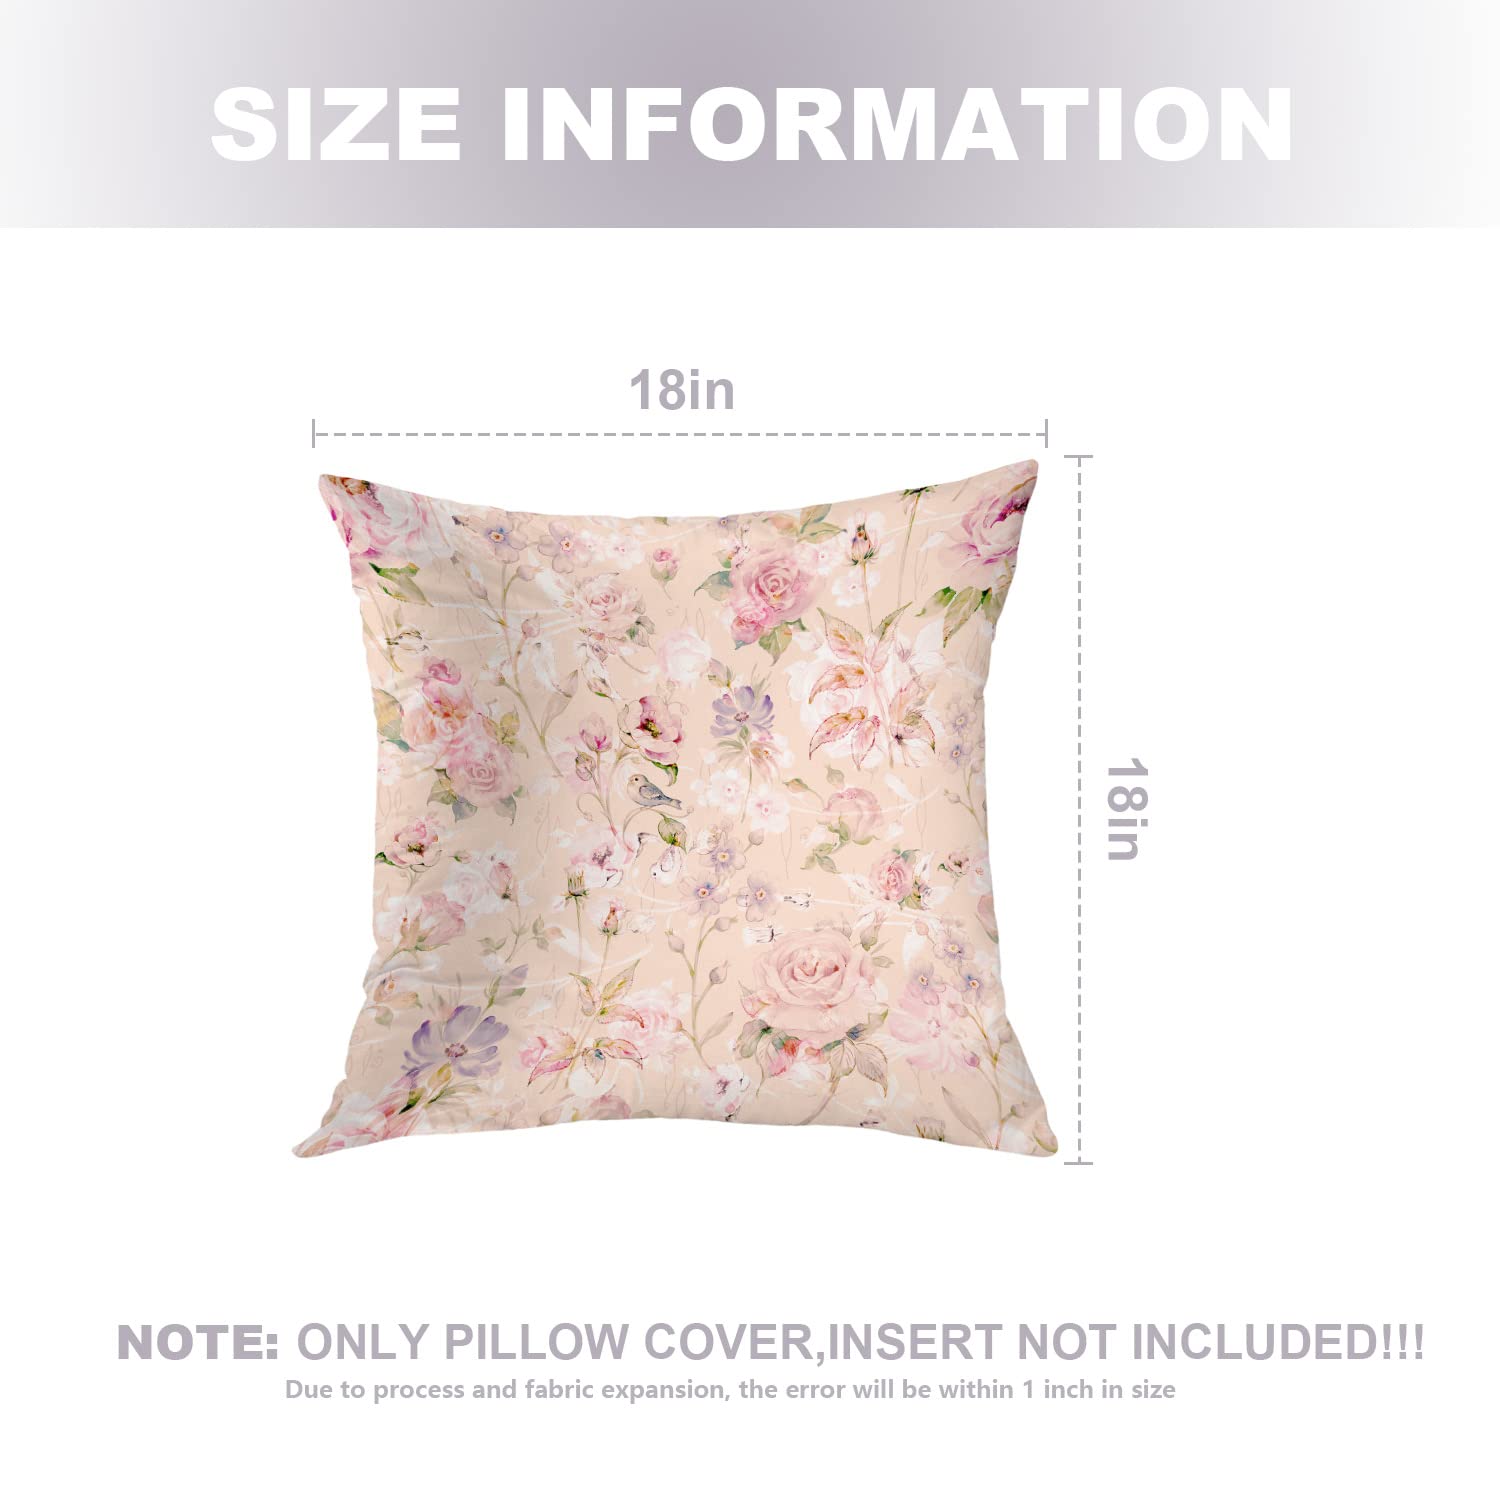 SIZE INFORMATION
18in
18in
NOTE: ONLY PILLOW COVER,INSERT NOT INCLUDED!!!
Due to process and fabric expansion, the error will be within 1 inch in size